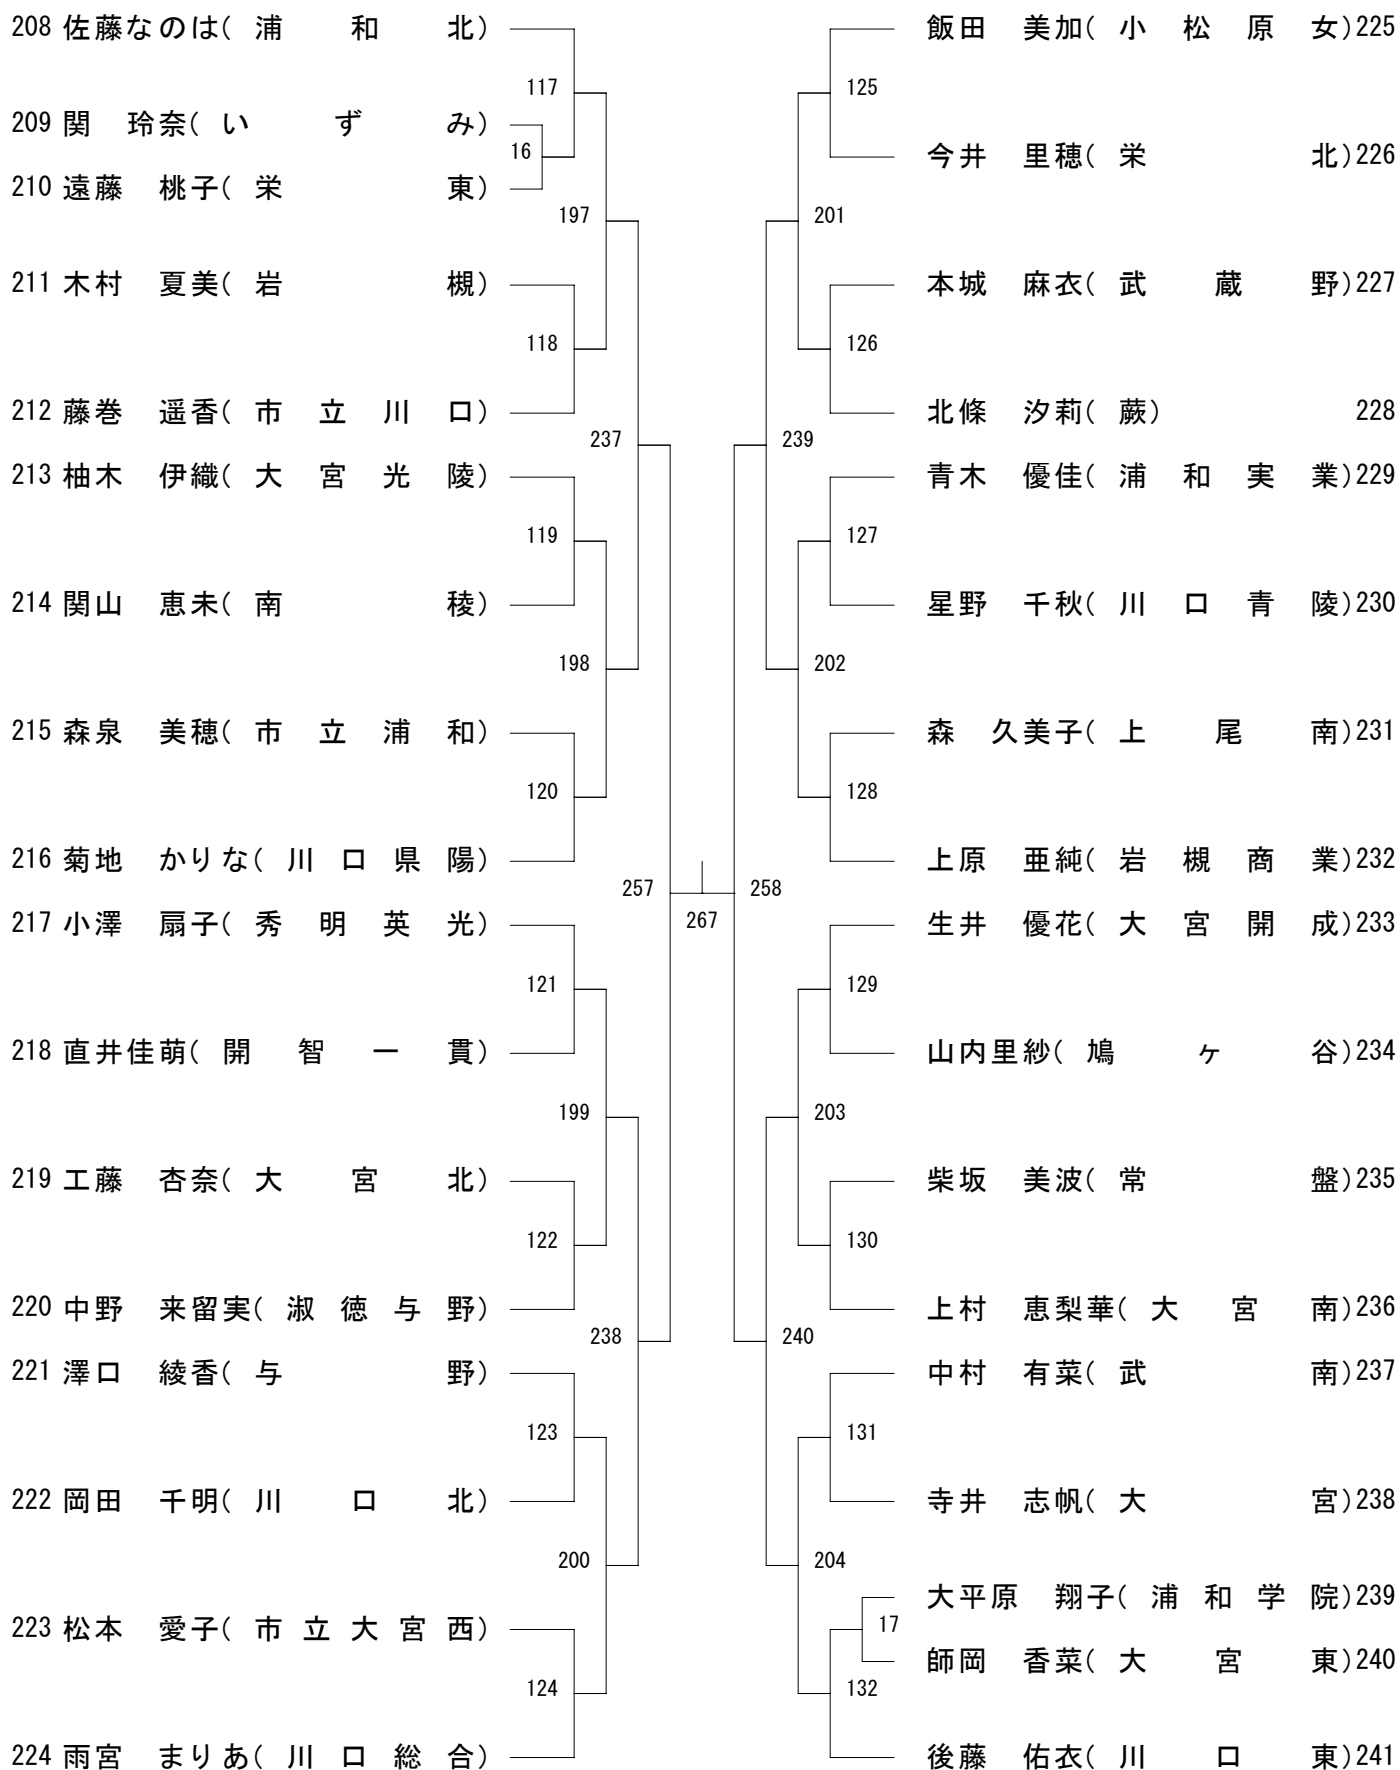 208 佐藤なのは( 浦 和 北)
117
209 関 玲奈( い ず み)
16
210 遠藤 桃子( 栄 東)
197
211 木村 夏美( 岩 槻)
118
212 藤巻 遥香( 市 立 川 口)
237
213 柚木 伊織( 大 宮 光 陵)
119
214 関山 恵未( 南 稜)
198
215 森泉 美穂( 市 立 浦 和)
120
216 菊地 かりな( 川 口 県 陽)
257
217 小澤 扇子( 秀 明 英 光)
121
218 直井佳萌( 開 智 一 貫)
199
219 工藤 杏奈( 大 宮 北)
122
220 中野 来留実( 淑 徳 与 野)
238
221 澤口 綾香( 与 野)
123
222 岡田 千明( 川 口 北)
200
223 松本 愛子( 市 立 大 宮 西)
124
224 雨宮 まりあ( 川 口 総 合)
267
飯田 美加( 小 松 原 女)225
125
今井 里穂( 栄 北)226
201
本城 麻衣( 武 蔵 野)227
126
北條 汐莉( 蕨) 228
239
青木 優佳( 浦 和 実 業)229
127
星野 千秋( 川 口 青 陵)230
202
森 久美子( 上 尾 南)231
128
上原 亜純( 岩 槻 商 業)232
258
生井 優花( 大 宮 開 成)233
129
山内里紗( 鳩 ヶ 谷)234
203
柴坂 美波( 常 盤)235
130
上村 恵梨華( 大 宮 南)236
240
中村 有菜( 武 南)237
131
寺井 志帆( 大 宮)238
204
大平原 翔子( 浦 和 学 院)239
17
師岡 香菜( 大 宮 東)240
132
後藤 佑衣( 川 口 東)241